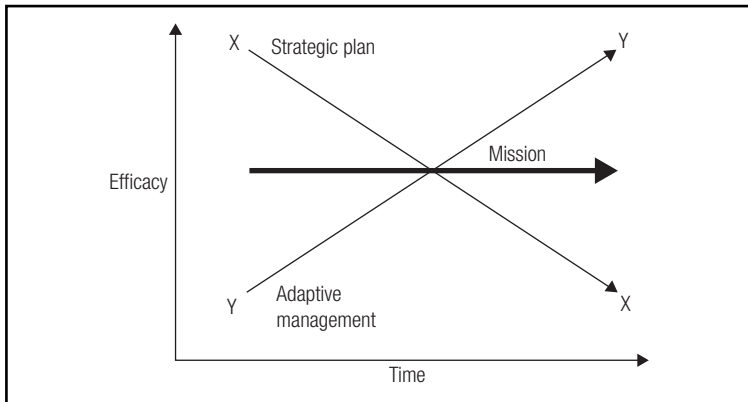 X
Strategic plan
Y
Mission
Efficacy
Y
Adaptive
management
X
Time